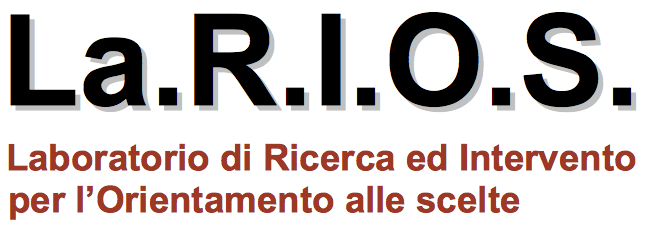 La.R.I.O.S.
Laboratorio di Ricerca ed Intervento
per l’Orientamento alle scelte